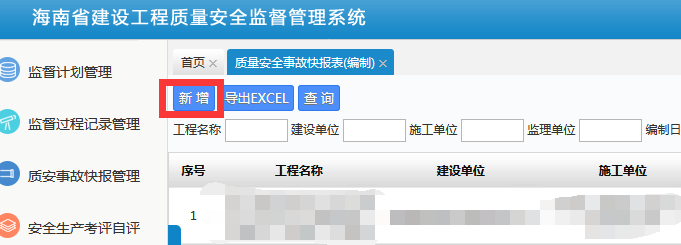 海南省建设工程质量安全监督管理系统
监督计划管理
监督过程记录管理
质安事故快报管理
安全生产考评自评
首页× 质量安全事故快报表(编制)×
新 增 导出EXCEL 查 询
工程名称 建设单位 施工单位 监理单位 编制日
序号 工程名称 建设单位 施工单位
1